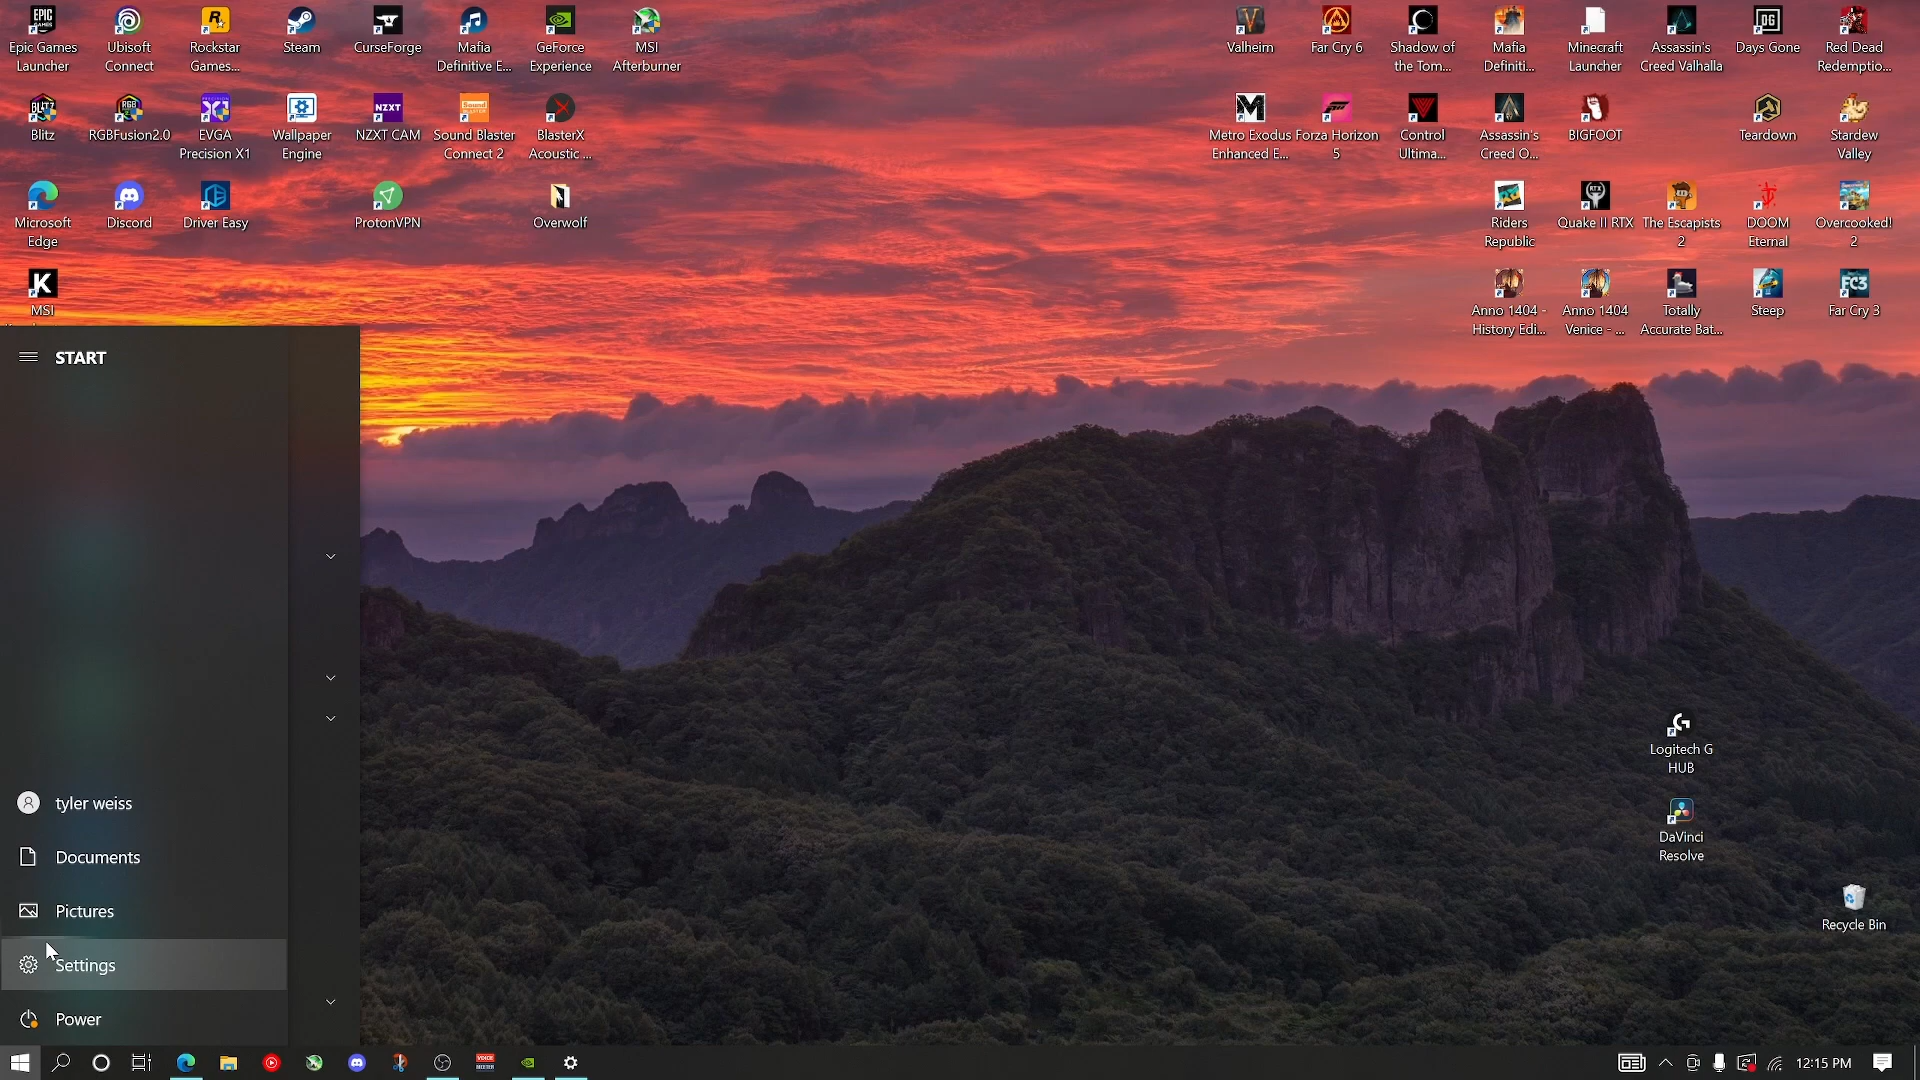 Epic Games
Launcher
Ubisoft
Connect
Rockstar
Games...
Steam
CurseForge
Mafia
Definitive E...
GeForce
Experience
MSI
Afterburner
Valheim
Far Cry 6
Shadow of
the Tom...
Mafia
Definiti...
Minecraft
Launcher
Assassin's
Creed Valhalla
Days Gone
Red Dead
Redemptio...
Blitz
RGBFusion2.0
EVGA
Precision X1
Wallpaper
Engine
NZXT CAM
Sound Blaster
Connect 2
BlasterX
Acoustic ...
Metro Exodus
Enhanced E...
Forza Horizon
5
Control
Ultima...
Assassin's
Creed O...
BIGFOOT
Teardown
Stardew
Valley
Microsoft
Edge
Discord
Driver Easy
ProtonVPN
Overwolf
Riders
Republic
Quake II RTX
The Escapists
2
DOOM
Eternal
Overcooked!
2
MSI
Anno 1404 -
History Edi...
Anno 1404
Venice - ...
Totally
Accurate Bat...
Steep
Far Cry 3
START
tyler weiss
Documents
Pictures
Settings
Power
Logitech G
HUB
DaVinci
Resolve
Recycle Bin
12:15 PM